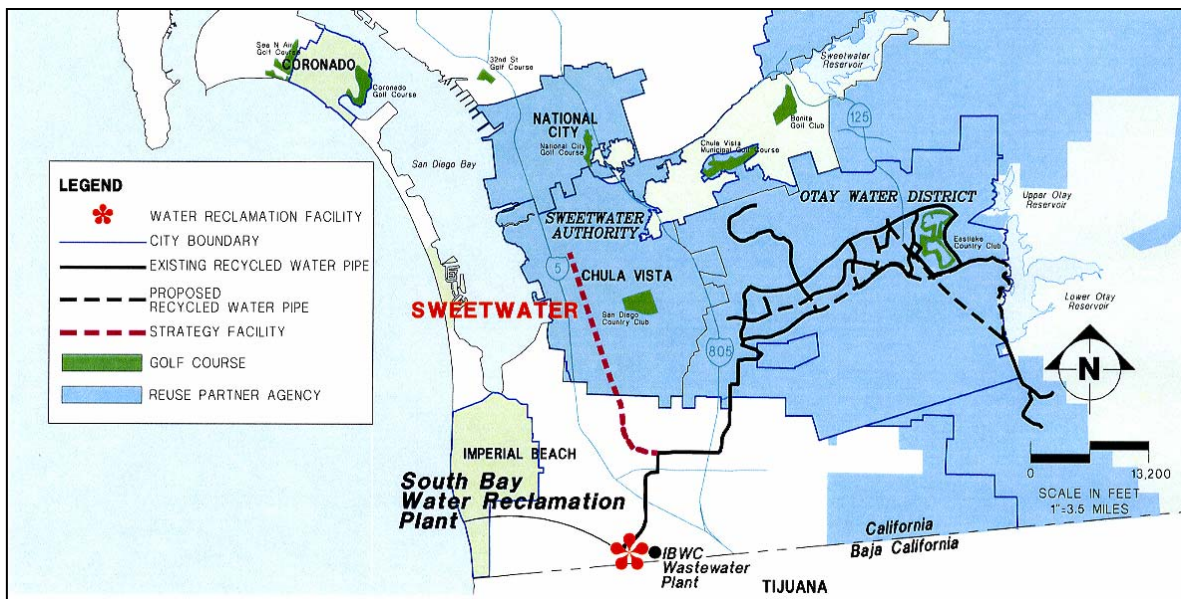 Sea N Air
Golf Course
CORONADO
Coronado
Golf Course
32nd St
Golf Course
NATIONAL
CITY
National City
Golf Course
San Diego Bay
Sweetwater
Reservoir
Bonita
Golf Club
125
Chula Vista
Municipal Golf Course
OTAY WATER DISTRICT
Upper Otay
Reservoir
SWEETWATER
AUTHORITY
Eastlake
Country Club
5
CHULA VISTA
SWEETWATER
San Diego
Country Club
Lower Otay
Reservoir
805
N
LEGEND
WATER RECLAMATION FACILITY
CITY BOUNDARY
EXISTING RECYCLED WATER PIPE
PROPOSED
RECYCLED WATER PIPE
STRATEGY FACILITY
GOLF COURSE
REUSE PARTNER AGENCY
IMPERIAL BEACH
South Bay
Water Reclamation
Plant
0 13,200
SCALE IN FEET
1"=3.5 MILES
California
Baja California
IBWC
Wastewater
Plant
TIJUANA